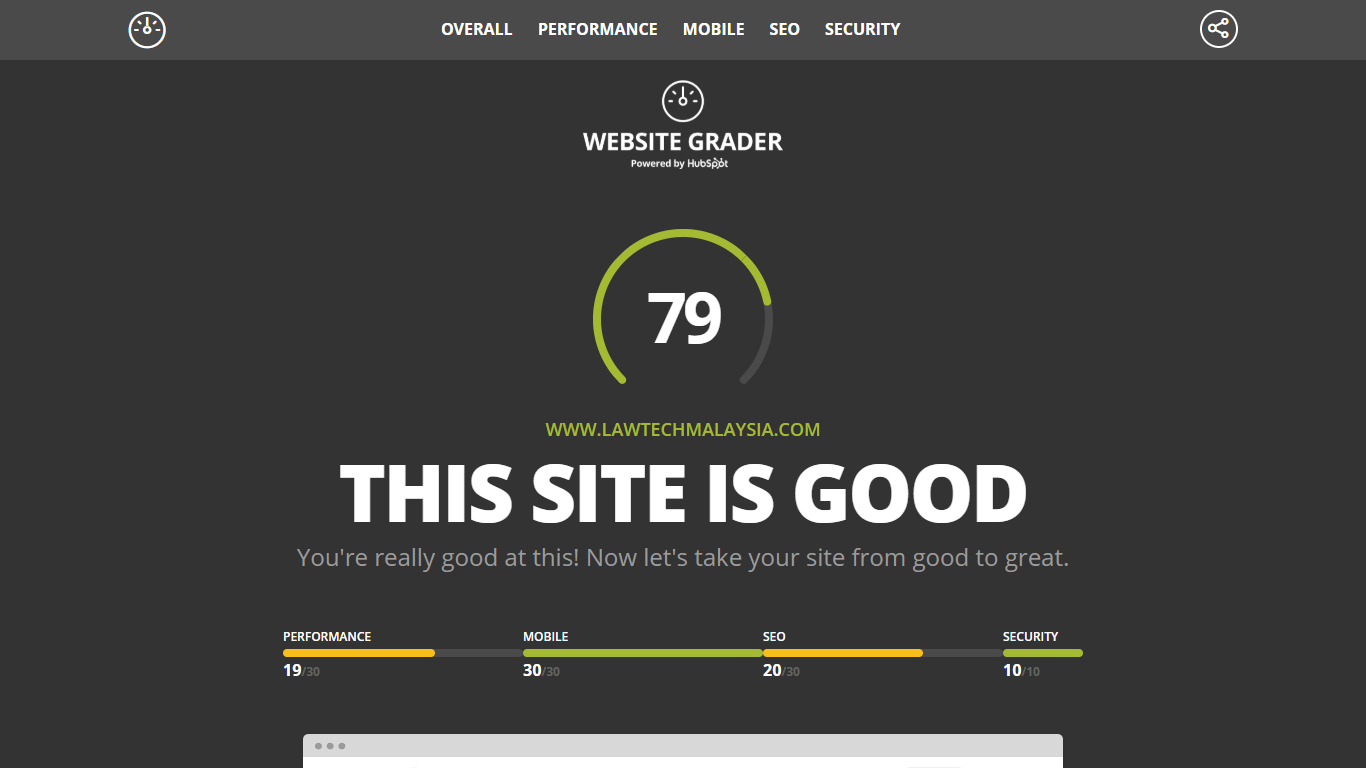 OVERALL PERFORMANCE MOBILE SEO SECURITY
WEBSITE GRADER
Powered by HubSpot
79
WWW.LAWTECHMALAYSIA.COM
THIS SITE IS GOOD
You're really good at this! Now let's take your site from good to great.
PERFORMANCE MOBILE SEO SECURITY
19/30 30/30 20/30 10/10